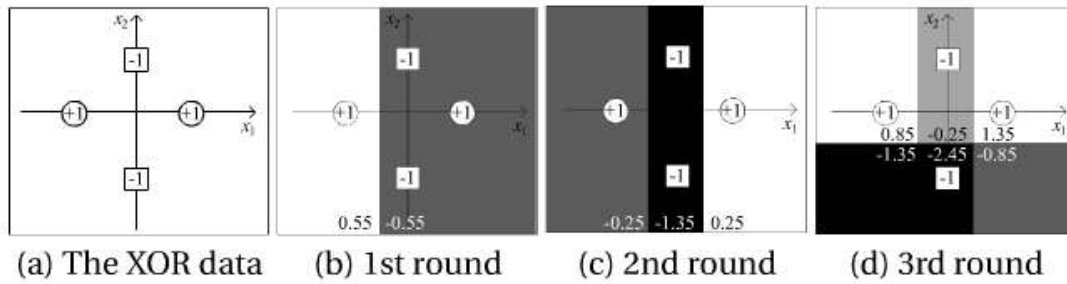 x₂
-1
+1 +1
x₁
-1
(a) The XOR data
x₂
-1
+1 +1
x₁
-1
0.55 -0.55
(b) 1st round
-1
+1 +1
x₁
-1
-0.25 -1.35 0.25
(c) 2nd round
x₂
-1
+1 +1
x₁
0.85 -0.25 1.35
-1.35 -2.45 -0.85
-1
(d) 3rd round